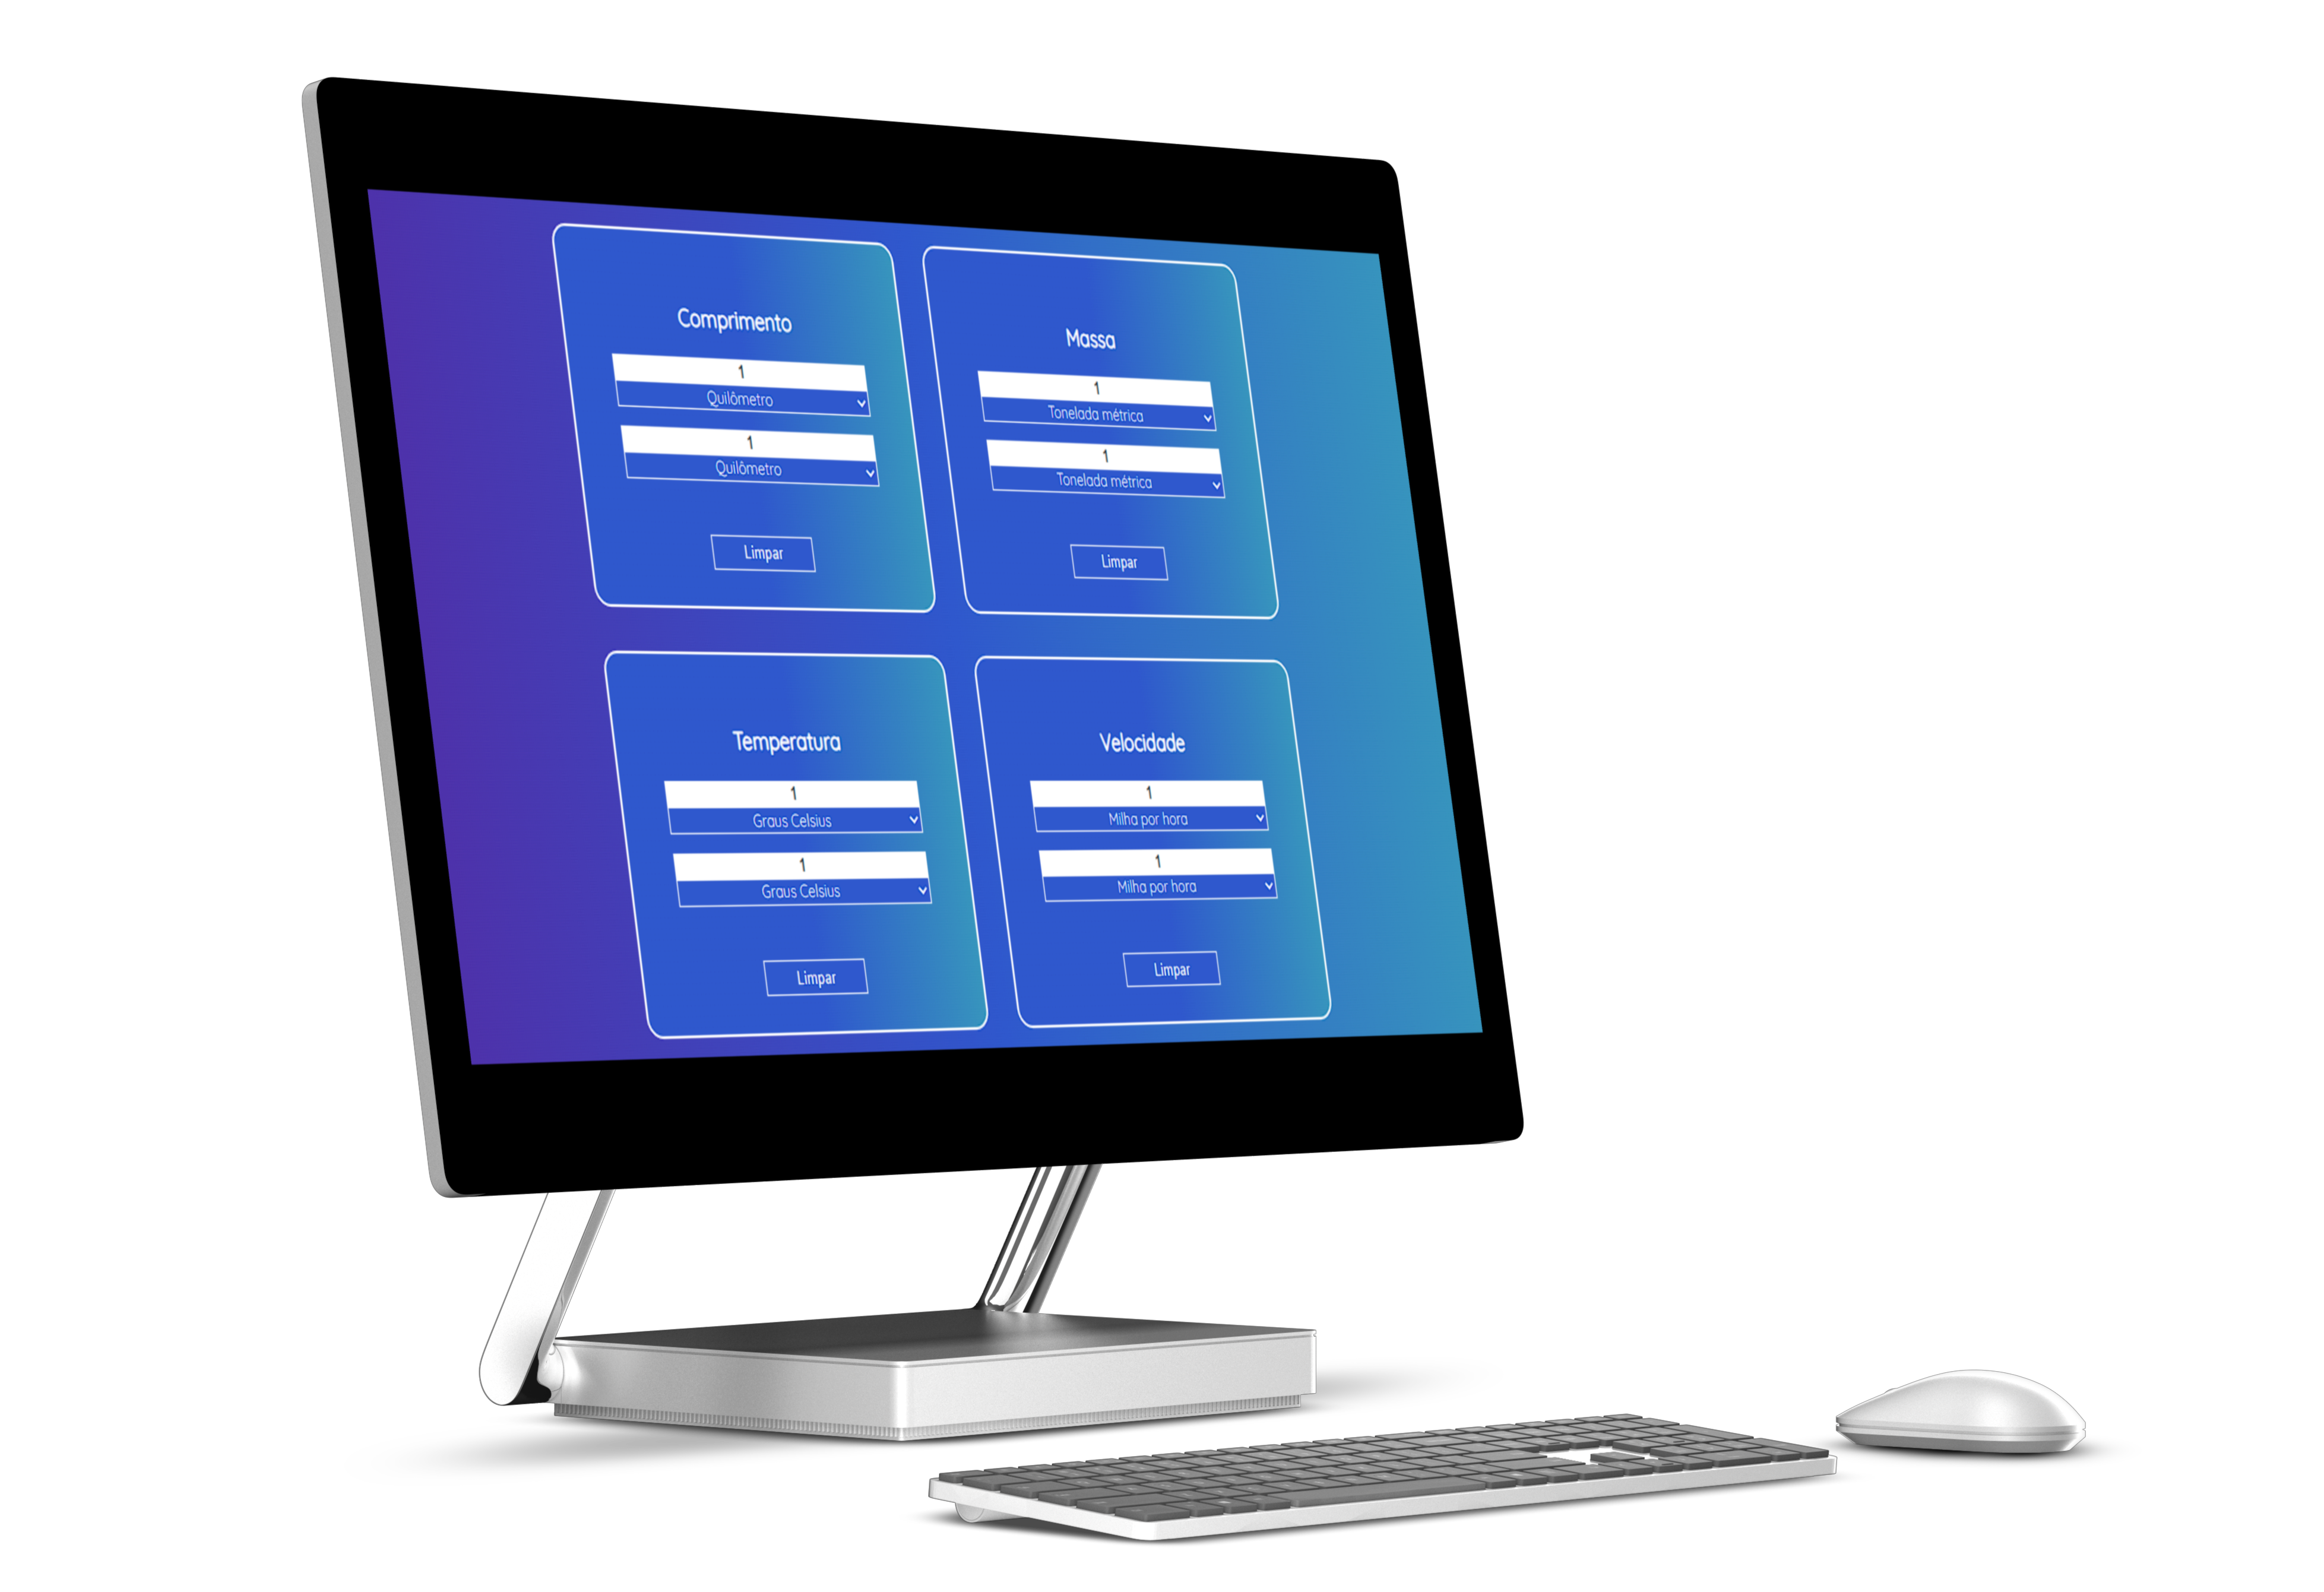 Comprimento
1
Quilômetro
1
Quilômetro
Limpar
Massa
1
Tonelada métrica
1
Tonelada métrica
Limpar
Temperatura
1
Graus Celsius
1
Graus Celsius
Limpar
Velocidade
1
Milha por hora
1
Milha por hora
Limpar